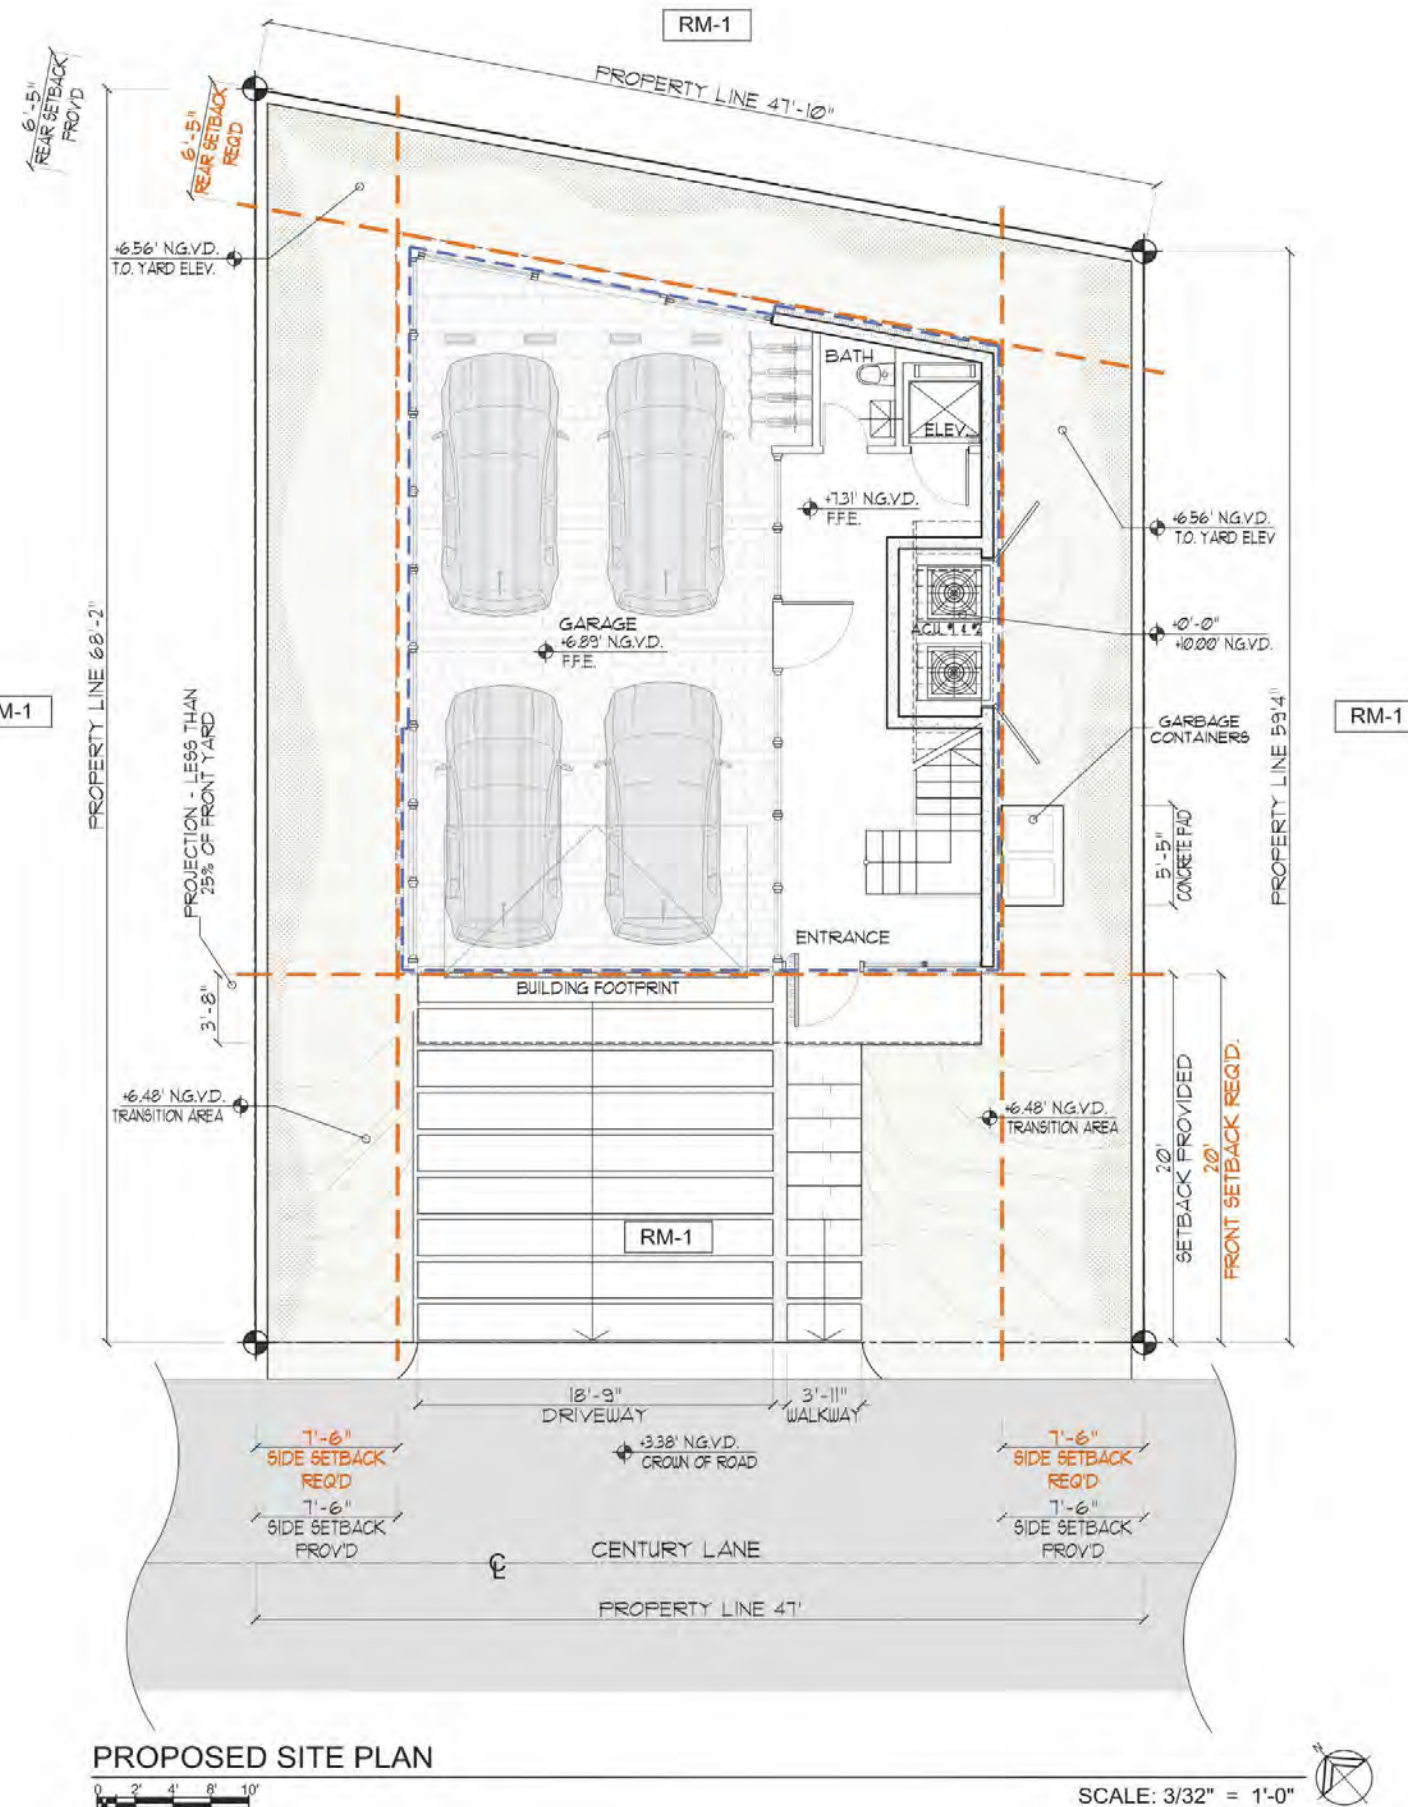 RM-1
PROPERTY LINE 47'-10"
6'-5"
REAR SETBACK
PROV'D
6'-5"
REAR SETBACK
REQ'D
+6.56' N.G.V.D.
T.O. YARD ELEV.
BATH
ELEV.
+7.31' N.G.V.D.
F.F.E.
+6.56' N.G.V.D.
T.O. YARD ELEV
GARAGE
+6.89' N.G.V.D.
F.F.E.
A.C.U. #1 & 2
+0'-0"
+10.00' N.G.V.D.
PROPERTY LINE 68'-2"
M-1
PROJECTION - LESS THAN
25% OF FRONT YARD
GARBAGE
CONTAINERS
PROPERTY LINE 59'4"
RM-1
5'-5"
CONCRETE PAD
ENTRANCE
BUILDING FOOTPRINT
3'-8"
+6.48' N.G.V.D.
TRANSITION AREA
+6.48' N.G.V.D.
TRANSITION AREA
20'
SETBACK PROVIDED
20'
FRONT SETBACK REQ'D.
RM-1
18'-9"
DRIVEWAY
3'-11"
WALKWAY
+3.38' N.G.V.D.
CROWN OF ROAD
7'-6"
SIDE SETBACK
REQ'D
7'-6"
SIDE SETBACK
PROV'D
7'-6"
SIDE SETBACK
REQ'D
7'-6"
SIDE SETBACK
PROV'D
CENTURY LANE
PROPERTY LINE 47'
PROPOSED SITE PLAN
0 2' 4' 8' 10'
SCALE: 3/32" = 1'-0"
N